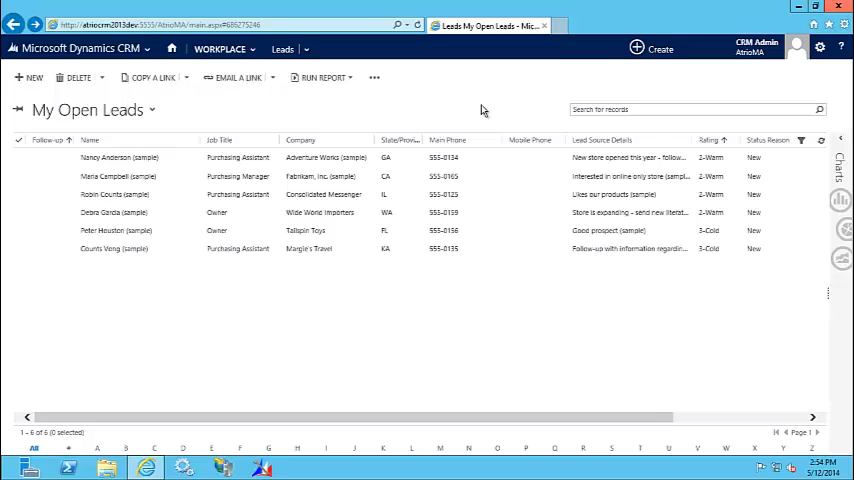 http://atriocrm2013dev:5555/AtrioMA/main.aspx#686275246
Leads My Open Leads - Mic...
Microsoft Dynamics CRM
WORKPLACE
Leads
Create
CRM Admin
AtrioMA
?
NEW
DELETE
COPY A LINK
EMAIL A LINK
RUN REPORT
My Open Leads
Search for records
Follow-up Name Job Title Company State/Provi... Main Phone Mobile Phone Lead Source Details Rating Status Reason
Nancy Anderson (sample) Purchasing Assistant Adventure Works (sample) GA 555-0134 New store opened this year - follow... 2-Warm New
Maria Campbell (sample) Purchasing Manager Fabrikam, Inc. (sample) CA 555-0165 Interested in online only store (sampl... 2-Warm New
Robin Counts (sample) Purchasing Assistant Consolidated Messenger IL 555-0125 Likes our products (sample) 2-Warm New
Debra Garcia (sample) Owner Wide World Importers WA 555-0159 Store is expanding - send new literat... 2-Warm New
Peter Houston (sample) Owner Tailspin Toys FL 555-0156 Good prospect (sample) 3-Cold New
Counts Vong (sample) Purchasing Assistant Margie's Travel KA 555-0135 Follow-up with information regardin... 3-Cold New
Charts
1 - 6 of 6 (0 selected)
Page 1
All # A B C D E F G H I J K L M N O P Q R S T U V W X Y Z
2:54 PM
5/12/2014